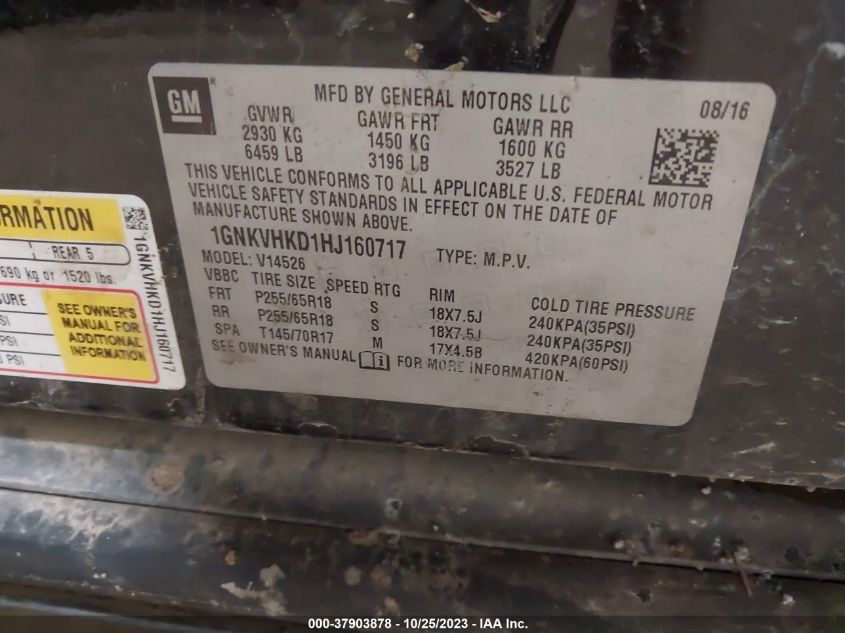 GM
MFD BY GENERAL MOTORS LLC
08/16
GVWR GAWR FRT GAWR RR
2930 KG 1450 KG 1600 KG
6459 LB 3196 LB 3527 LB
THIS VEHICLE CONFORMS TO ALL APPLICABLE U.S. FEDERAL MOTOR
VEHICLE SAFETY STANDARDS IN EFFECT ON THE DATE OF
MANUFACTURE SHOWN ABOVE.
1GNKVHKD1HJ160717 TYPE: M.P.V.
MODEL: V14526
VBBC TIRE SIZE SPEED RTG RIM COLD TIRE PRESSURE
FRT P255/65R18 S 18X7.5J 240KPA(35PSI)
RR P255/65R18 S 18X7.5J 240KPA(35PSI)
SPA T145/70R17 M 17X4.5B 420KPA(60PSI)
SEE OWNER'S MANUAL FOR MORE INFORMATION.
REAR 5
690 kg or 1520 lbs.
SEE OWNER'S
MANUAL FOR
ADDITIONAL
INFORMATION
1GNKVHKD1HJ160717
000-37903878 - 10/25/2023 - IAA Inc.